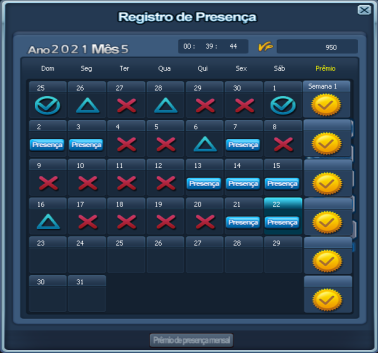 Registro de Presença
Ano 2 0 2 1 Mês 5
00 : 39 : 44
VF
950
Dom Seg Ter Qua Qui Sex Sáb Prêmio
25 26 27 28 29 30 1 Semana 1
2 3 4 5 6 7 8
Presença Presença Presença
9 10 11 12 13 14 15
Presença Presença Presença
16 17 18 19 20 21 22
Presença Presença
23 24 25 26 27 28 29
30 31
Prêmio de presença mensal